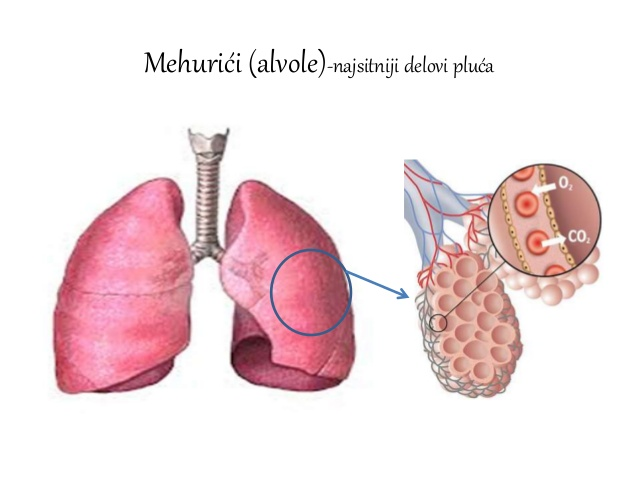 Mehurići (alvole)-najsitniji delovi pluća
O₂
CO₂